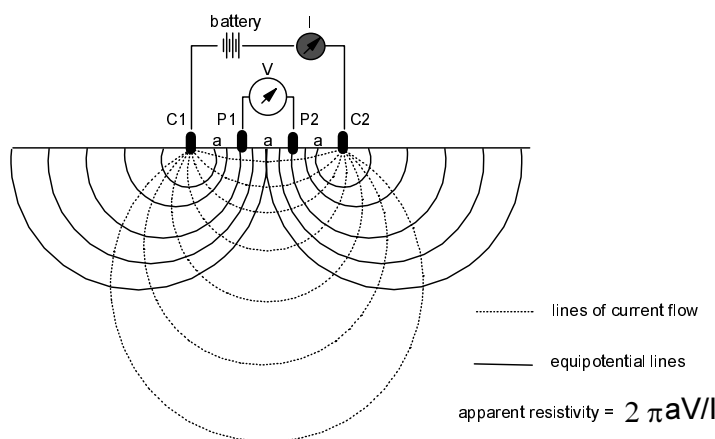 battery
I
V
C1 P1 P2 C2
a a a
lines of current flow
equipotential lines
apparent resistivity = 2 πaV/I